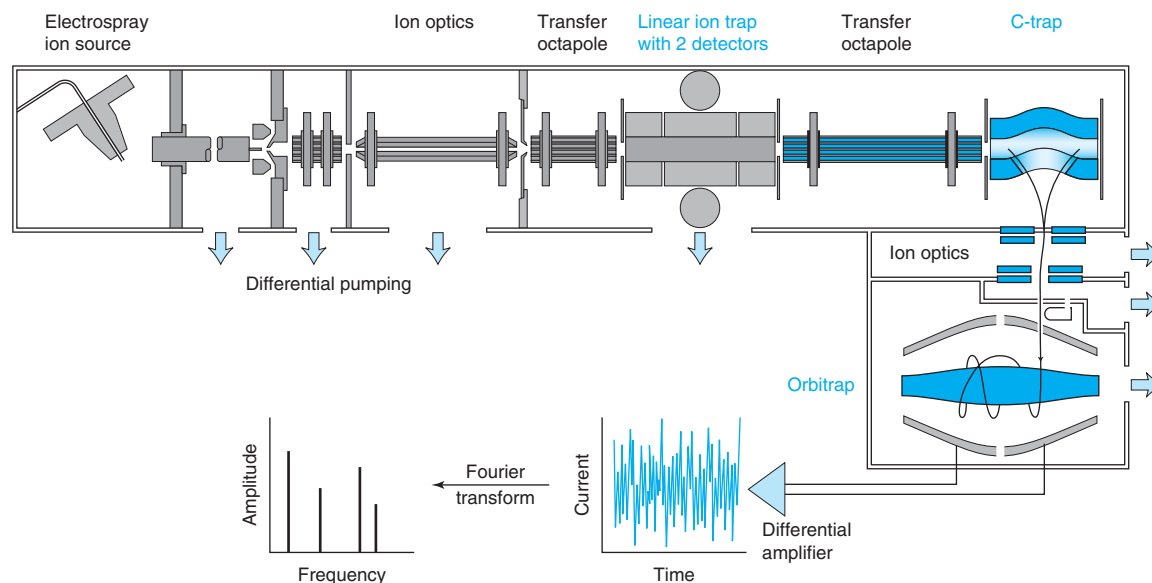 Electrospray
ion source
Ion optics
Transfer
octapole
Linear ion trap
with 2 detectors
Transfer
octapole
C-trap
Differential pumping
Ion optics
Orbitrap
Amplitude
Frequency
Fourier
transform
Current
Time
Differential
amplifier